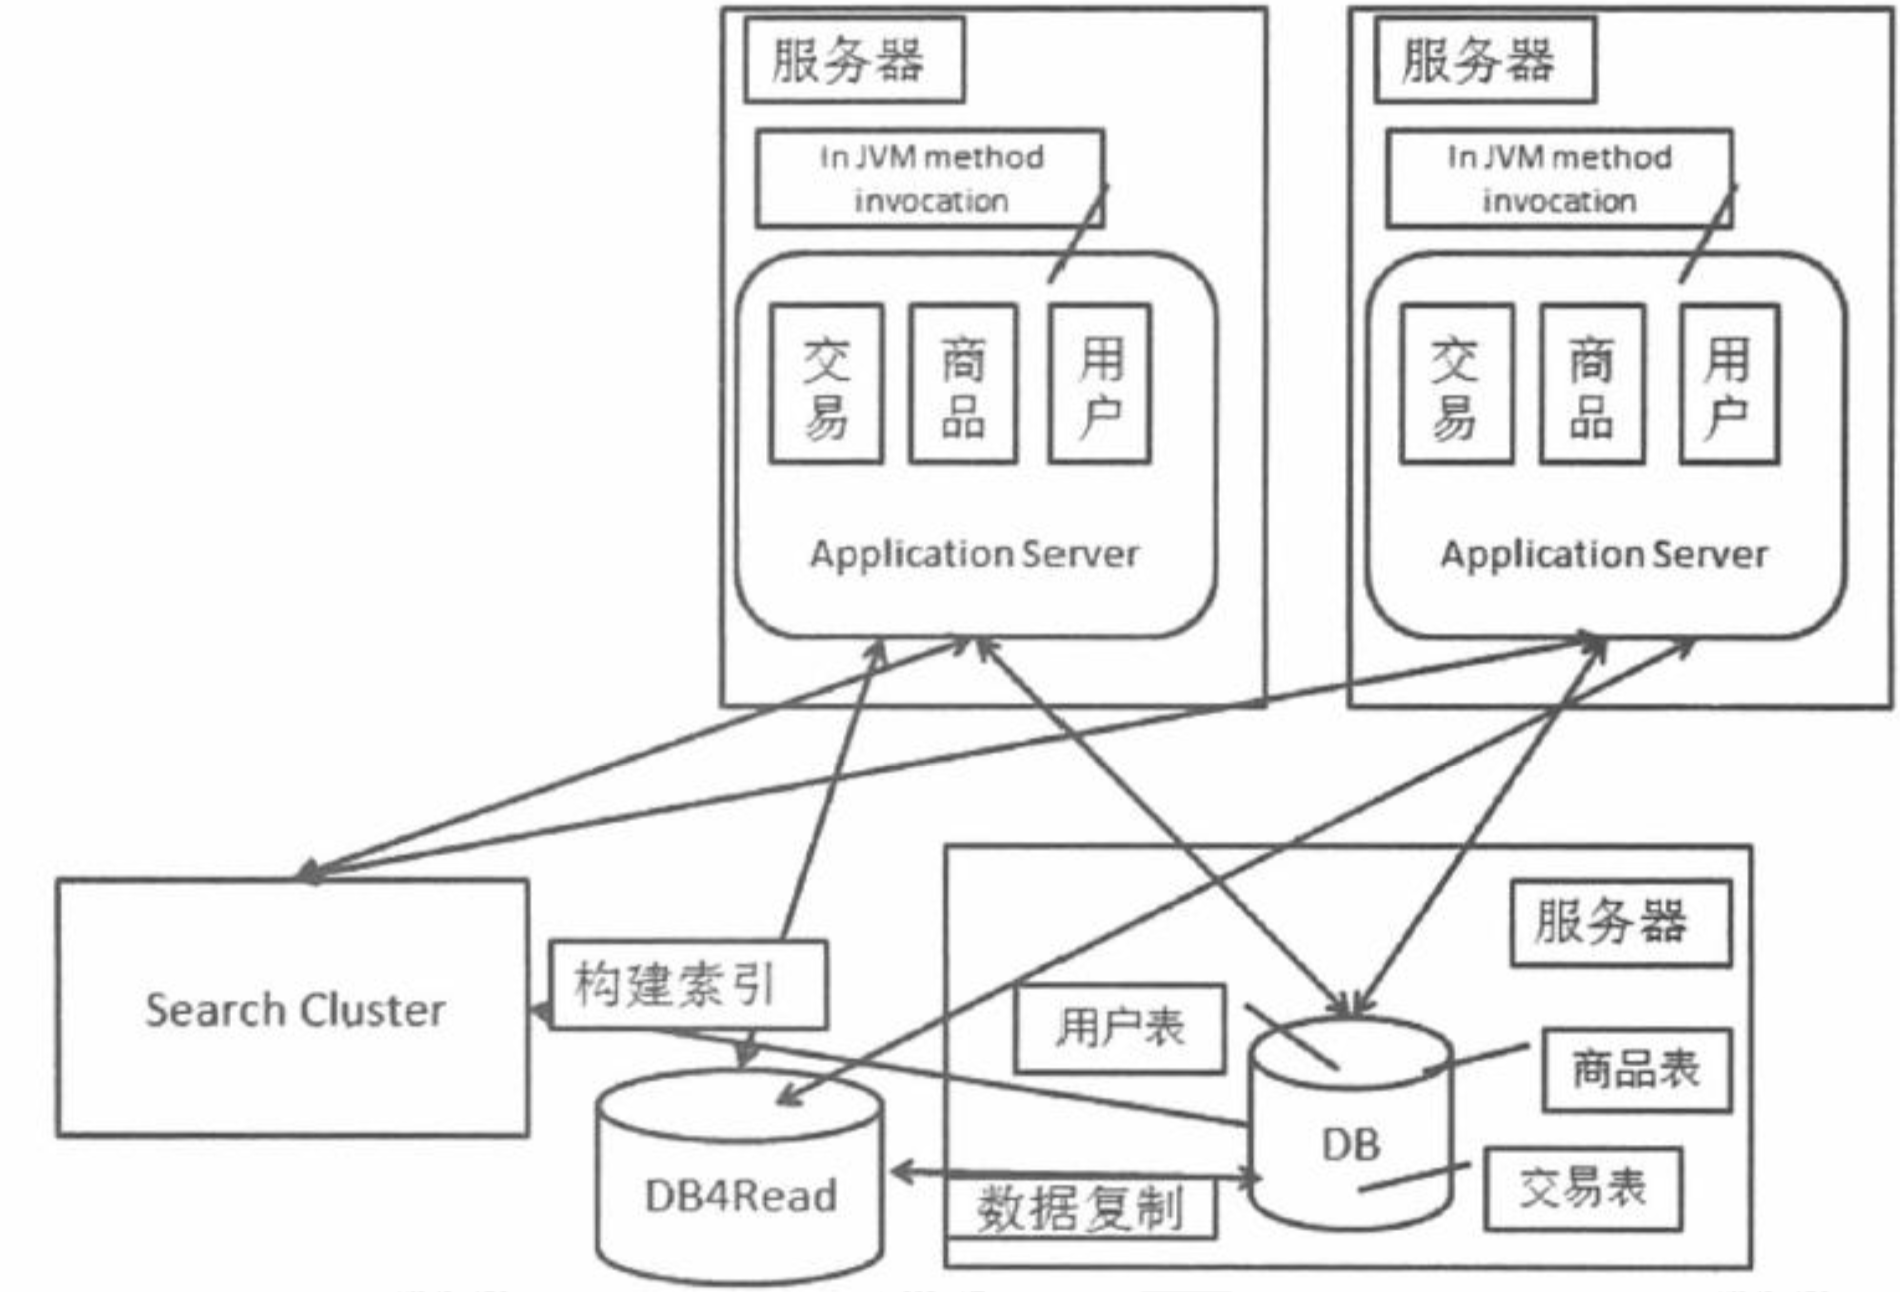 服务器
In JVM method
invocation
交易
商品
用户
Application Server
服务器
In JVM method
invocation
交易
商品
用户
Application Server
Search Cluster
构建索引
DB4Read
数据复制
服务器
用户表
商品表
DB
交易表